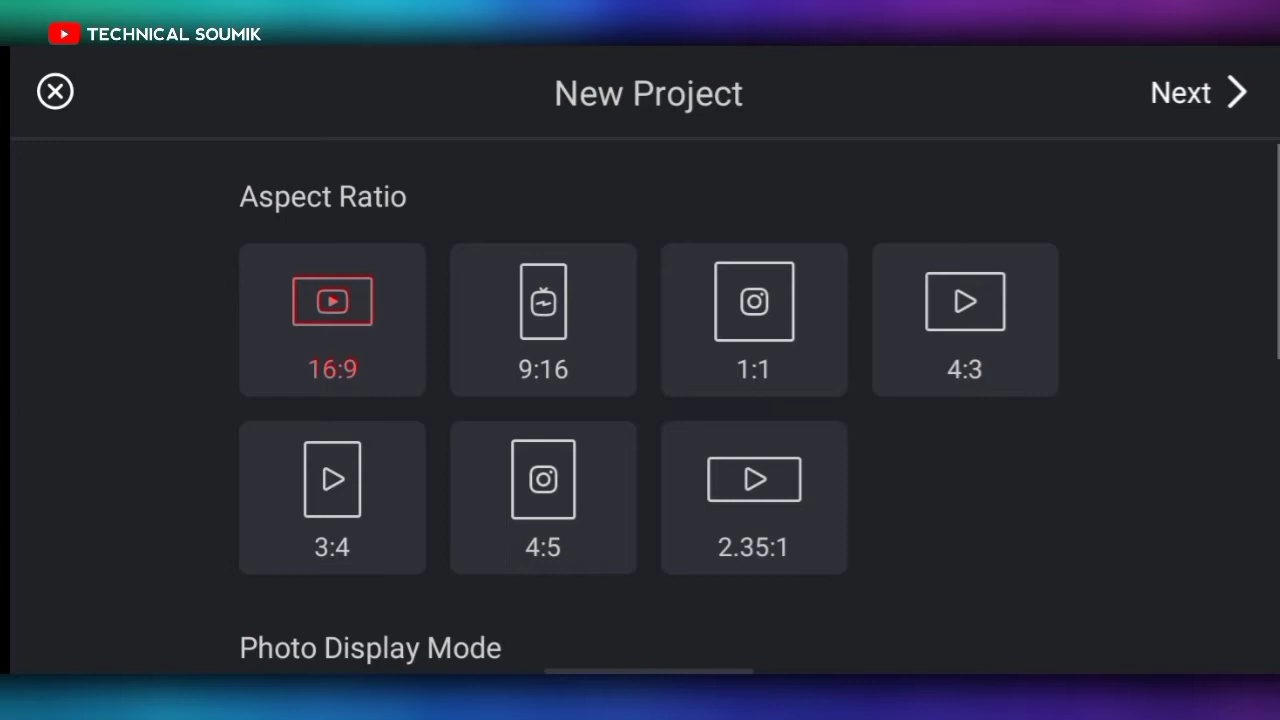 TECHNICAL SOUMIK
New Project
Next
Aspect Ratio
16:9
9:16
1:1
4:3
3:4
4:5
2.35:1
Photo Display Mode